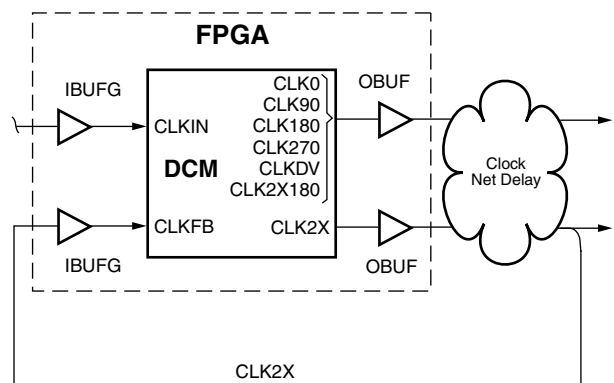 FPGA
IBUFG
CLKIN
DCM
CLKFB
IBUFG
CLK0
CLK90
CLK180
CLK270
CLKDV
CLK2X180
CLK2X
OBUF
OBUF
Clock
Net Delay
CLK2X